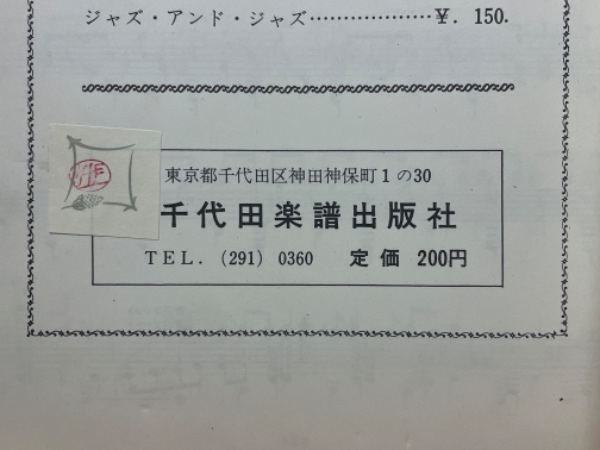 ジャズ・アンド・ジャズ………………¥. 150.
東京都千代田区神田神保町1の30
千代田楽譜出版社
TEL. (291) 0360 定価 200円